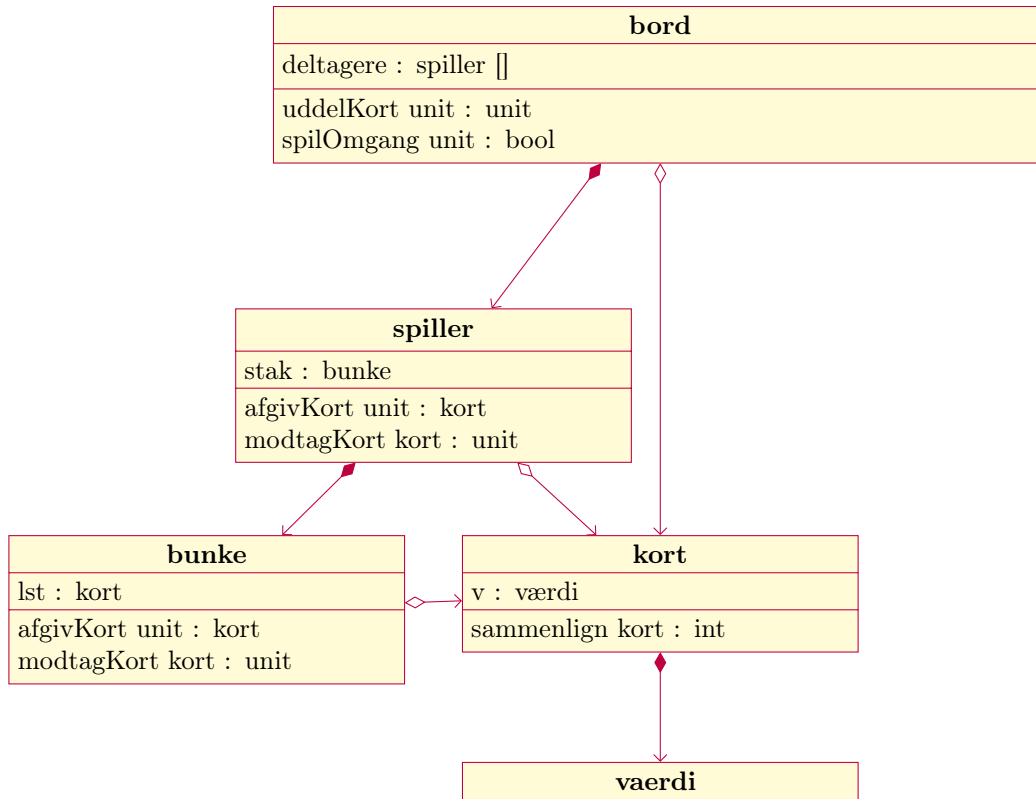 bord
deltagere : spiller []
uddelKort unit : unit
spilOmgang unit : bool
spiller
stak : bunke
afgivKort unit : kort
modtagKort kort : unit
bunke
lst : kort
afgivKort unit : kort
modtagKort kort : unit
kort
v : værdi
sammenlign kort : int
vaerdi